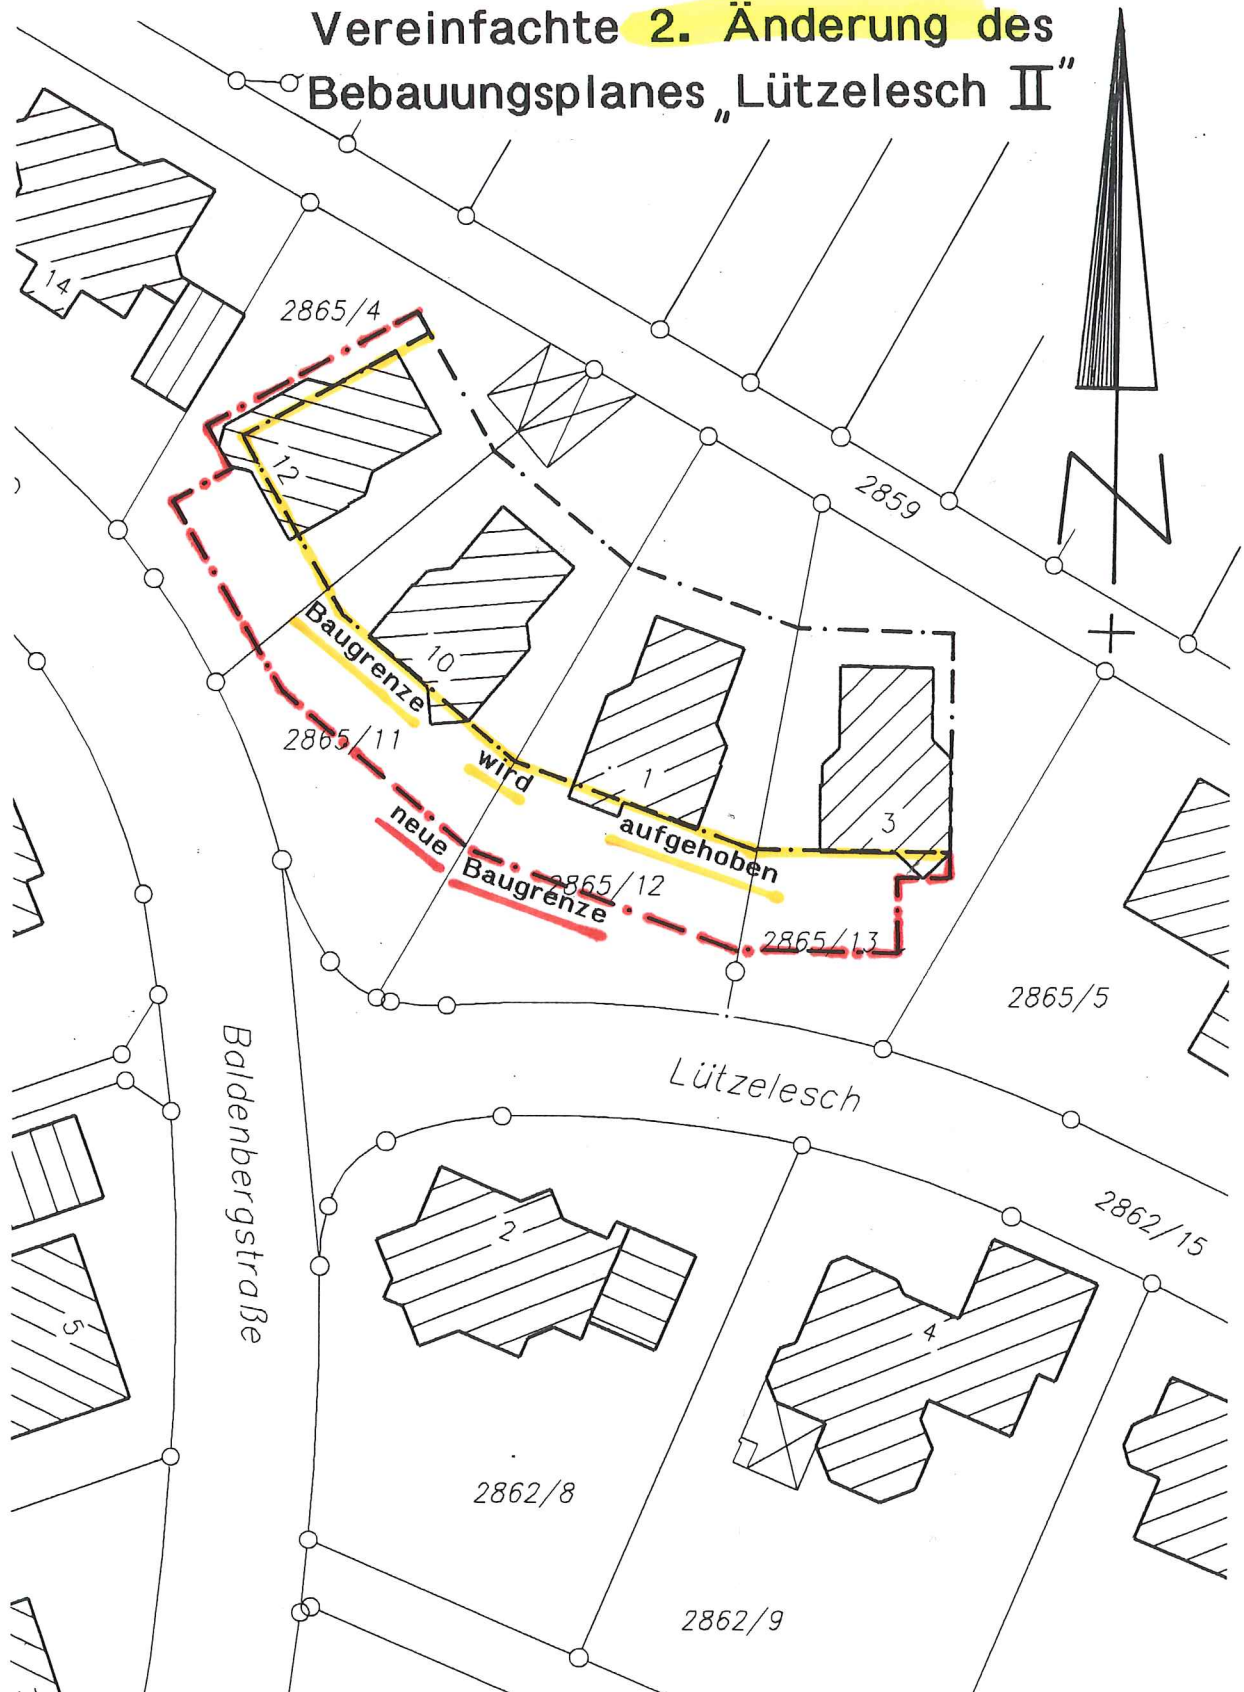 Vereinfachte 2. Änderung des
Bebauungsplanes „Lützelesch II"
14
2865/4
12
2859
N
Baugrenze
10
2865/11
wird
1
3
neue
aufgehoben
Baugrenze
2865/12
2865/13
2865/5
Lützelesch
Baldenbergstraße
2862/15
2
4
5
2862/8
2862/9